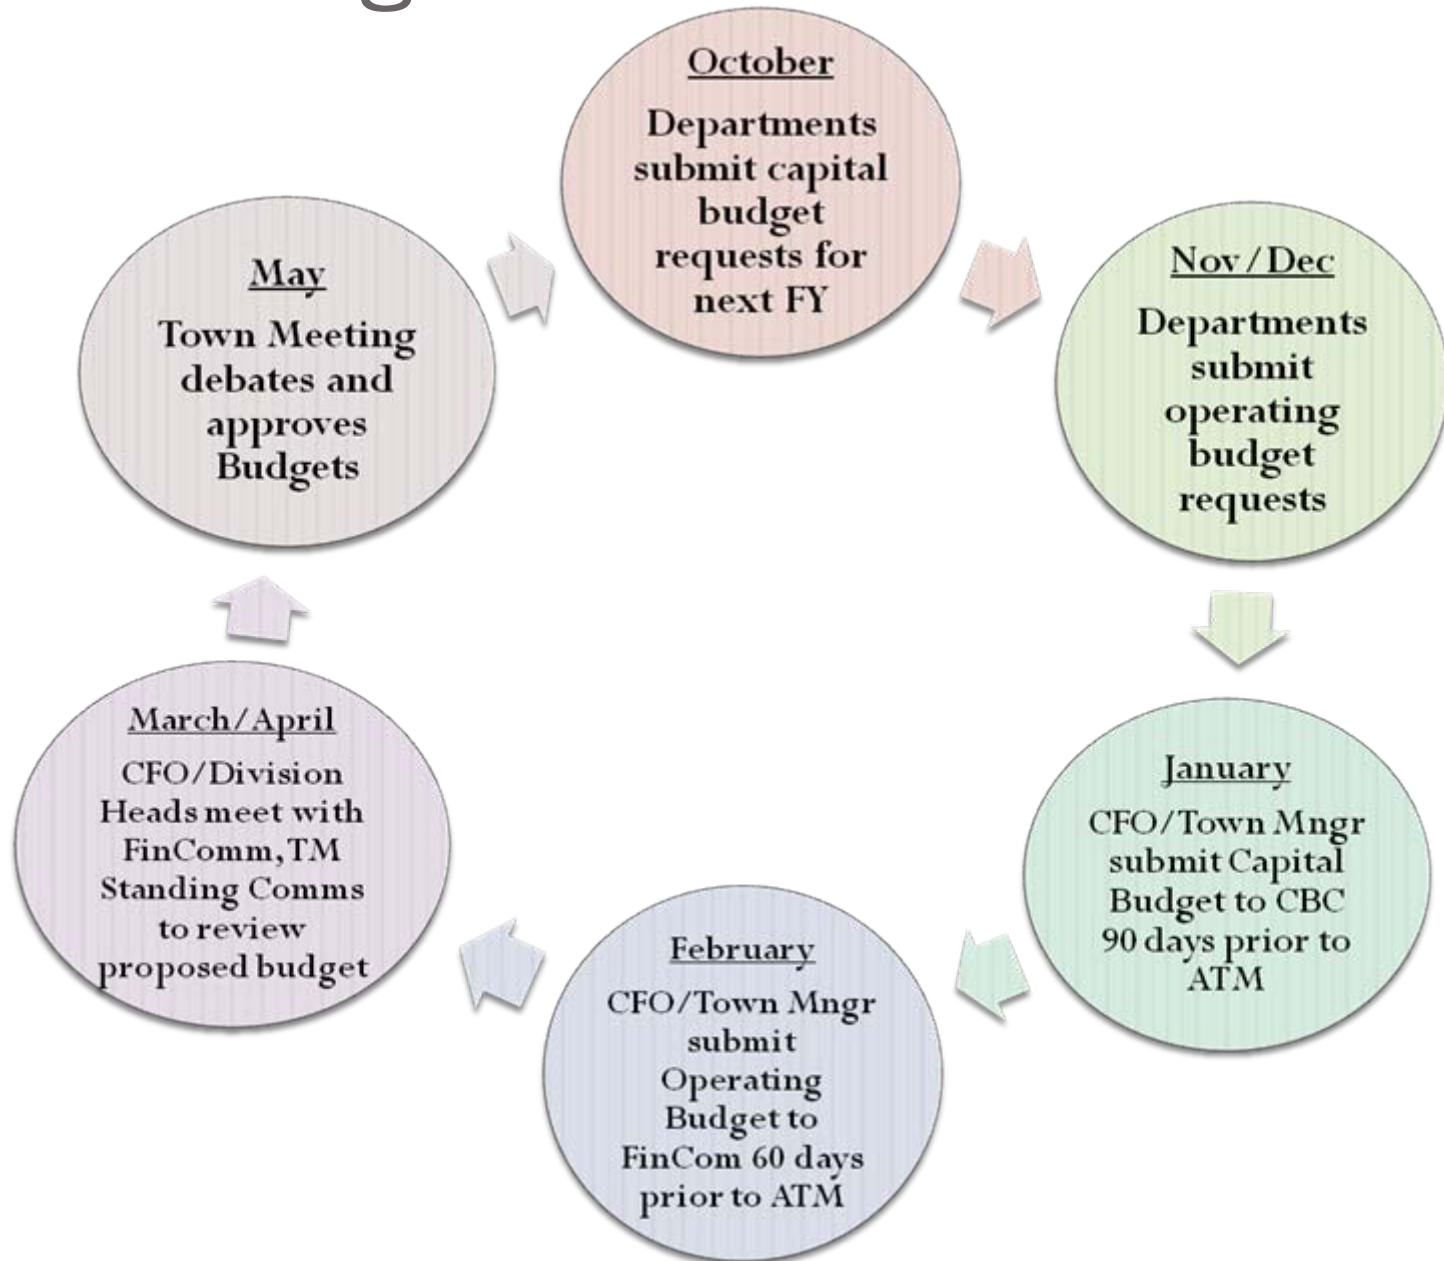 October
Departments
submit capital
budget
requests for
next FY
Nov/Dec
Departments
submit
operating
budget
requests
January
CFO/Town Mngr
submit Capital
Budget to CBC
90 days prior to
ATM
February
CFO/Town Mngr
submit
Operating
Budget to
FinCom 60 days
prior to ATM
March/April
CFO/Division
Heads meet with
FinComm, TM
Standing Comms
to review
proposed budget
May
Town Meeting
debates and
approves
Budgets